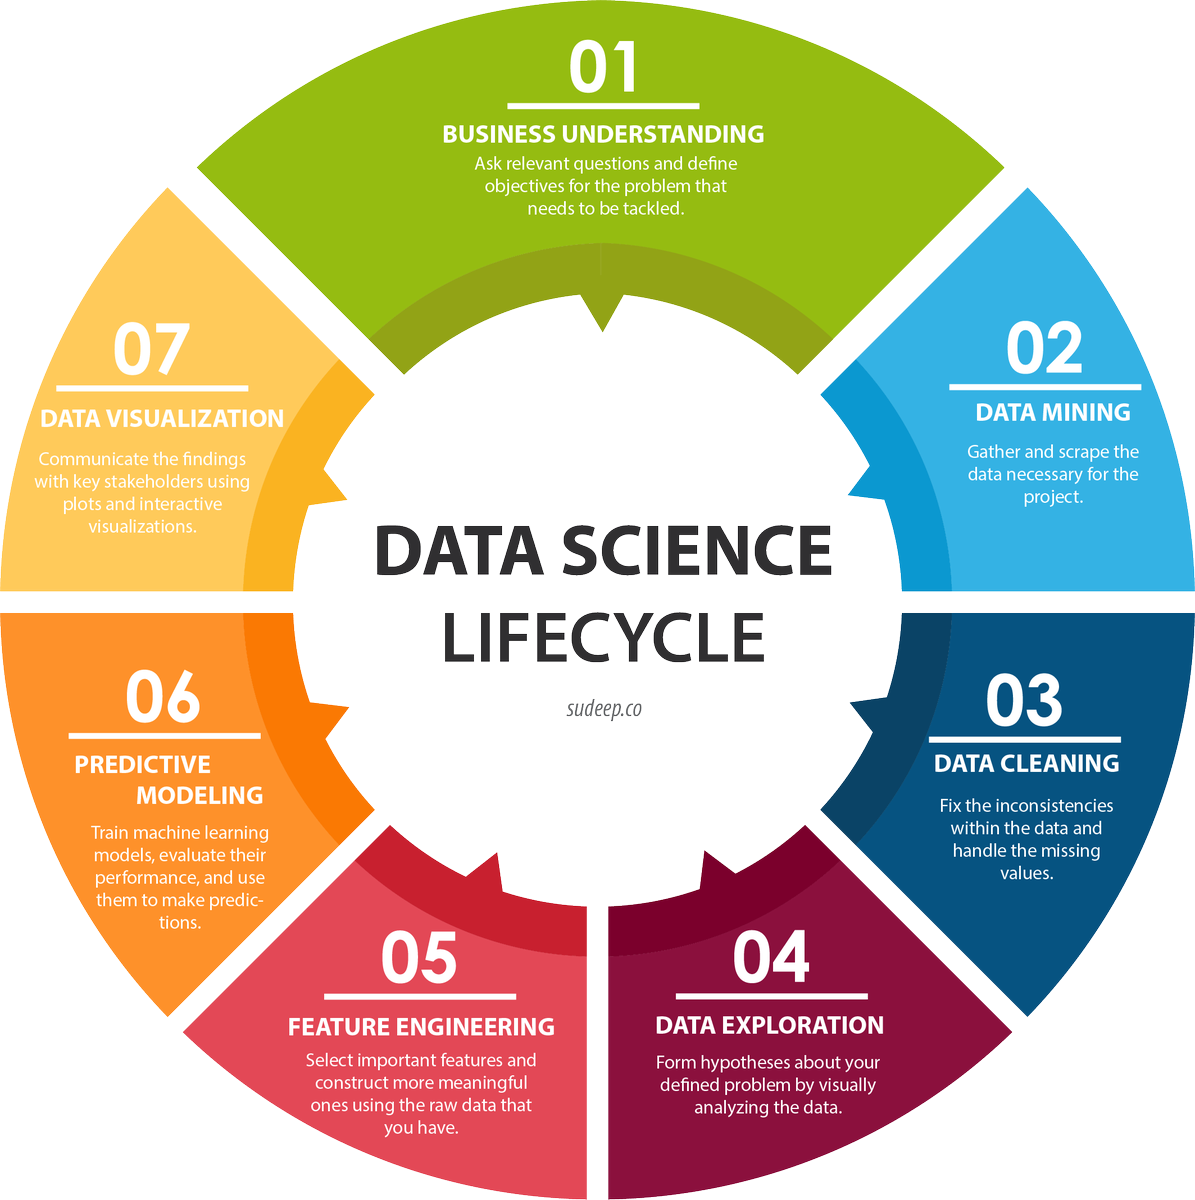 01
BUSINESS UNDERSTANDING
Ask relevant questions and define
objectives for the problem that
needs to be tackled.
02
DATA MINING
Gather and scrape the
data necessary for the
project.
03
DATA CLEANING
Fix the inconsistencies
within the data and
handle the missing
values.
04
DATA EXPLORATION
Form hypotheses about your
defined problem by visually
analyzing the data.
05
FEATURE ENGINEERING
Select important features and
construct more meaningful
ones using the raw data that
you have.
06
PREDICTIVE
MODELING
Train machine learning
models, evaluate their
performance, and use
them to make predic-
tions.
07
DATA VISUALIZATION
Communicate the findings
with key stakeholders using
plots and interactive
visualizations.
DATA SCIENCE
LIFECYCLE
sudeep.co